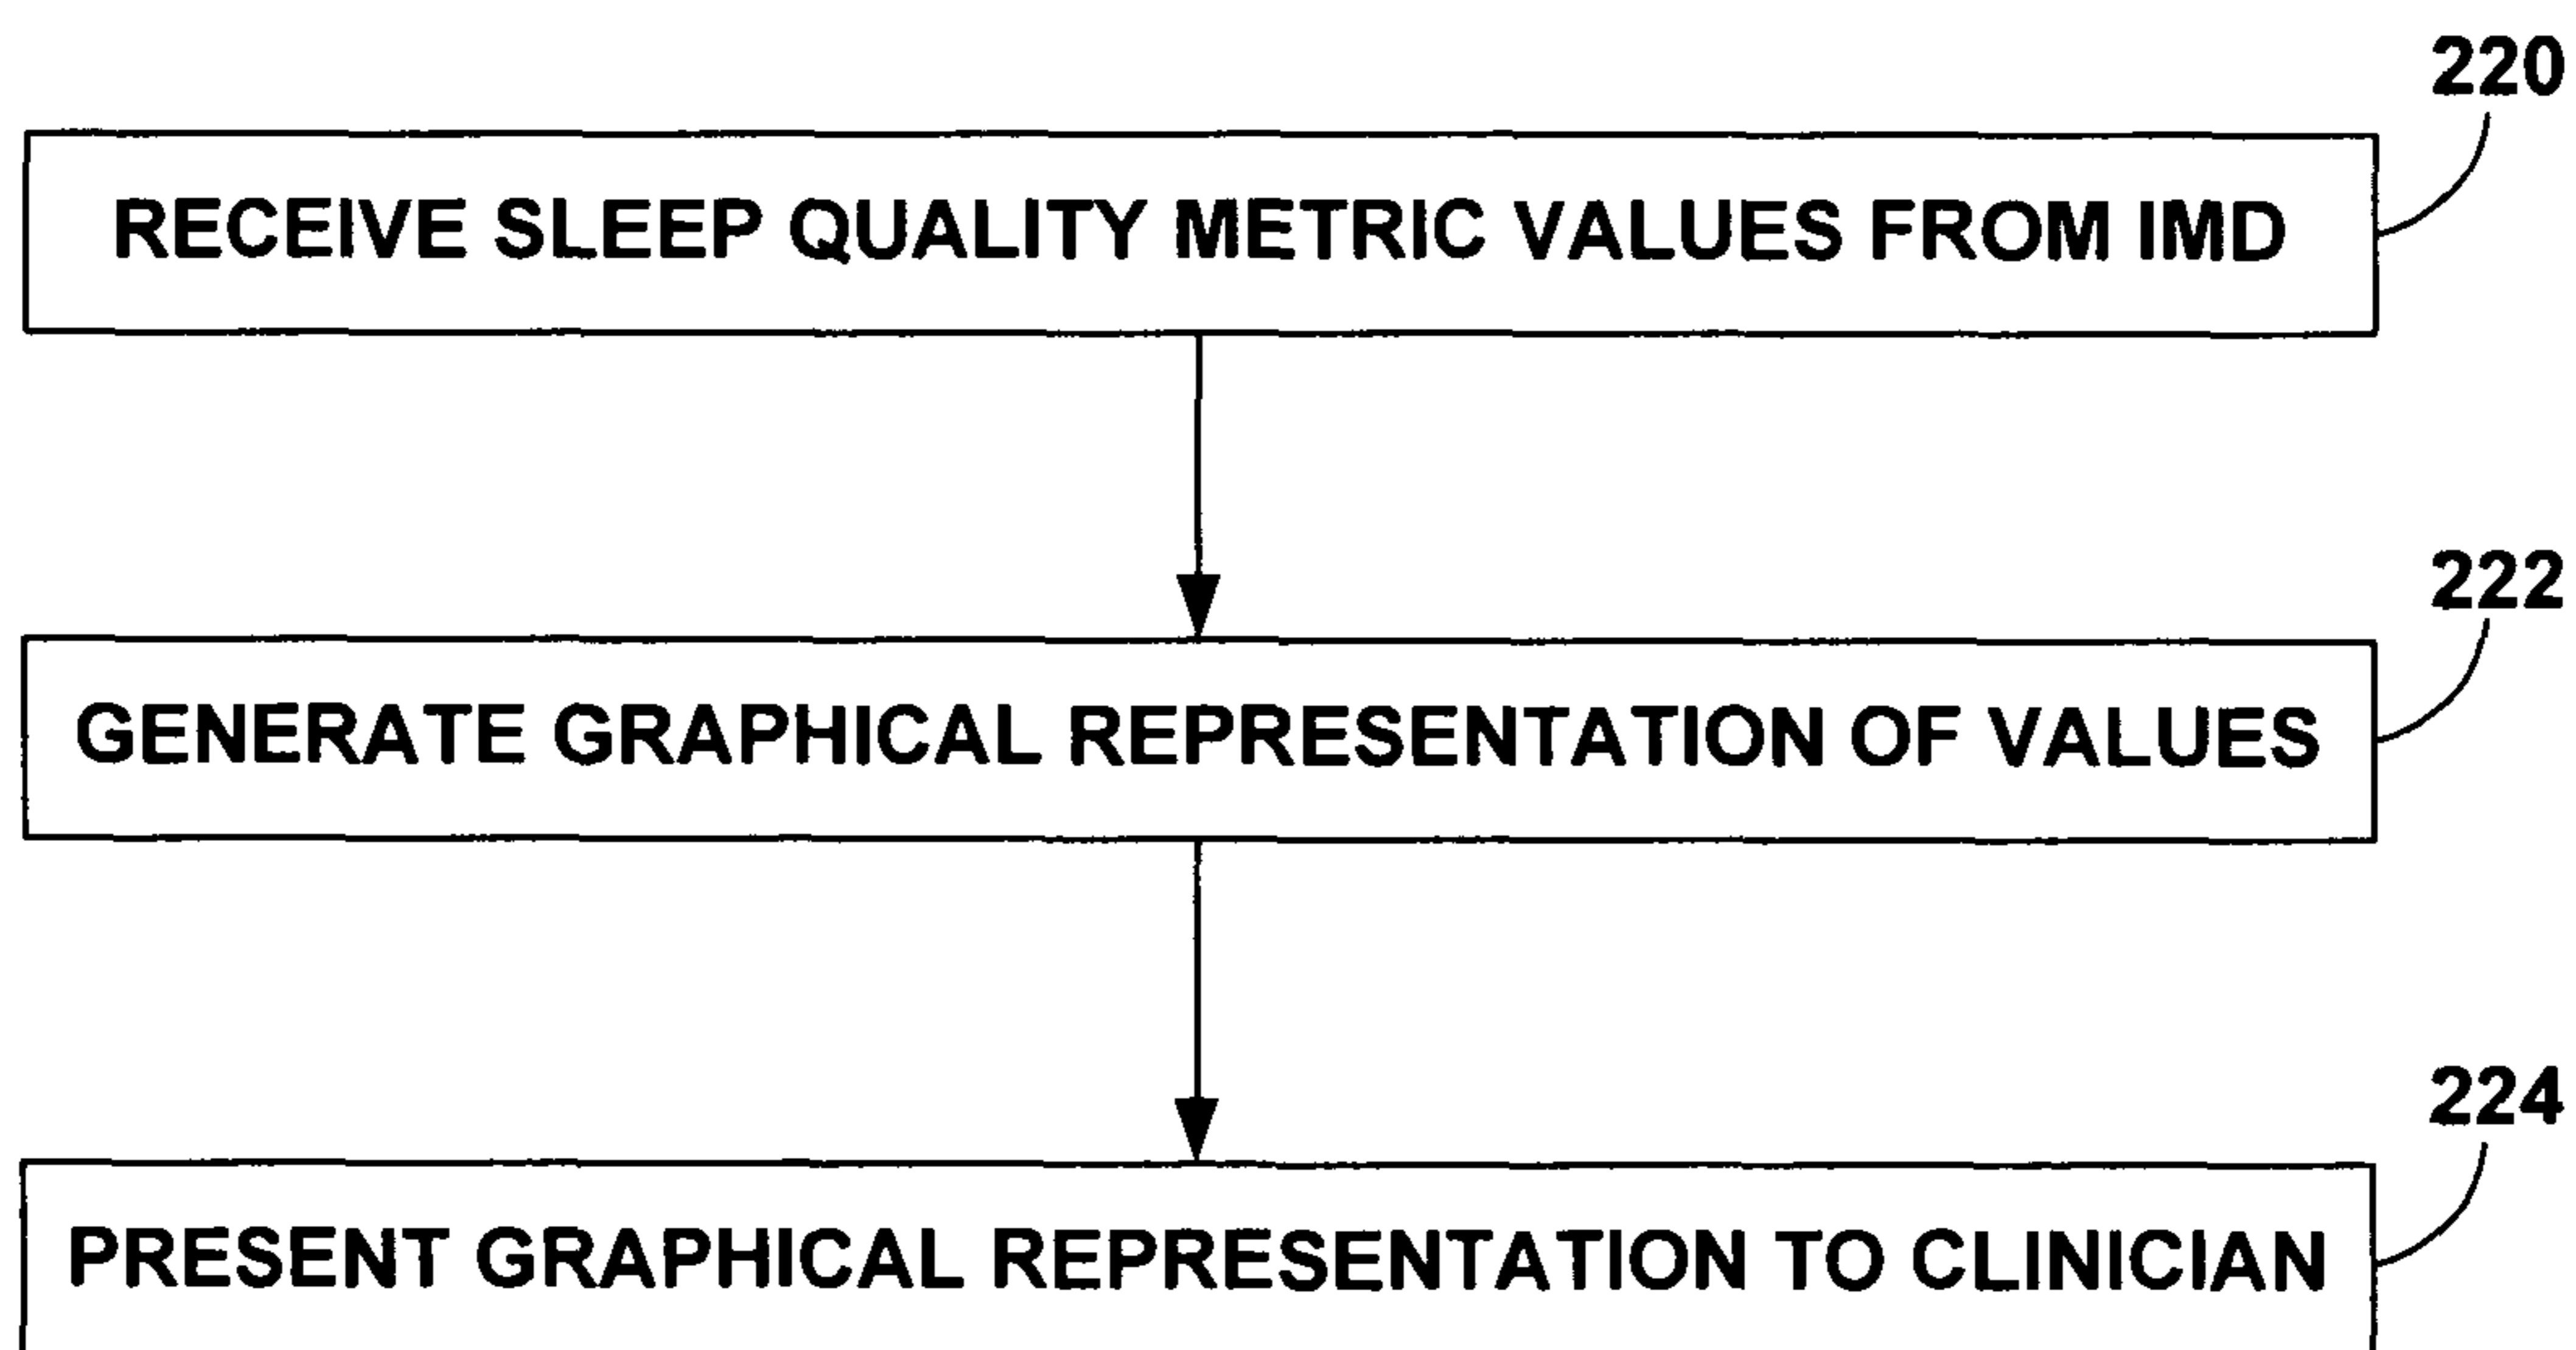 220
RECEIVE SLEEP QUALITY METRIC VALUES FROM IMD
222
GENERATE GRAPHICAL REPRESENTATION OF VALUES
224
PRESENT GRAPHICAL REPRESENTATION TO CLINICIAN